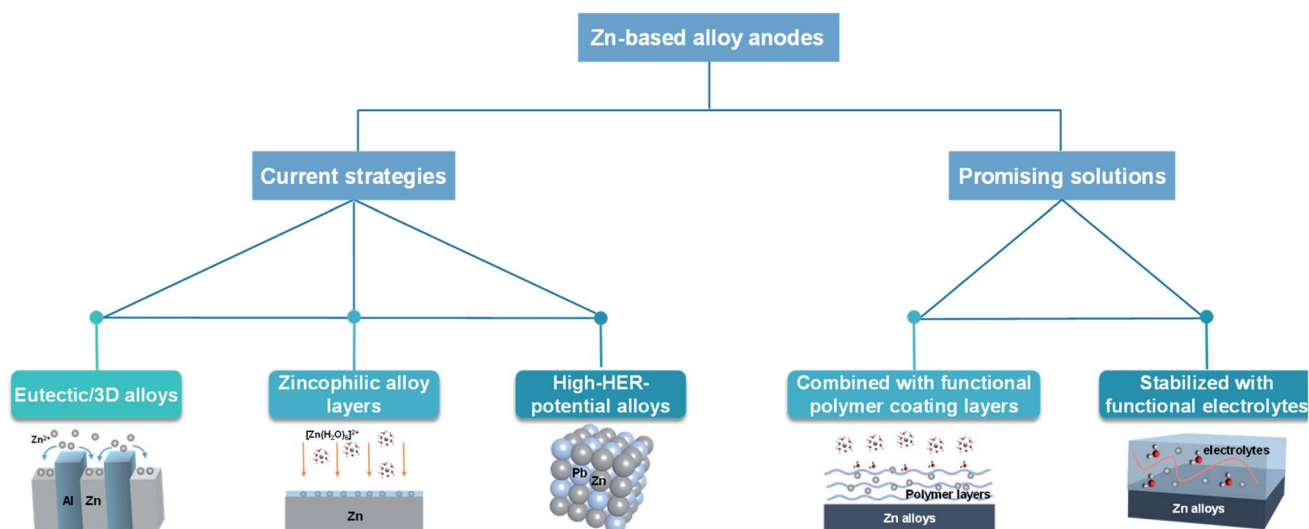 Zn-based alloy anodes
Current strategies
Promising solutions
Eutectic/3D alloys
Zincophilic alloy
layers
High-HER-
potential alloys
Combined with functional
polymer coating layers
Stabilized with
functional electrolytes
Zn²⁺
Al
Zn
[Zn(H₂O)₆]²⁺
Zn
Pb
Zn
Polymer layers
Zn alloys
electrolytes
Zn alloys